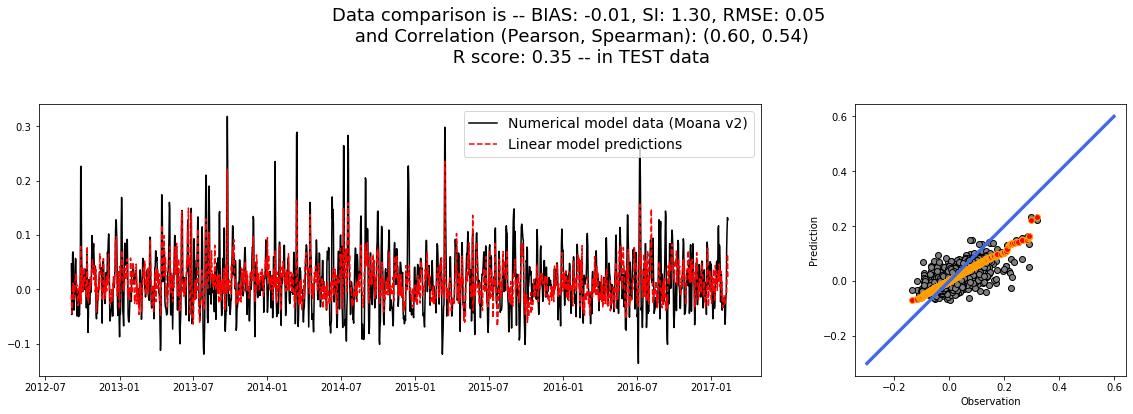 Data comparison is -- BIAS: -0.01, SI: 1.30, RMSE: 0.05
and Correlation (Pearson, Spearman): (0.60, 0.54)
R score: 0.35 -- in TEST data
Numerical model data (Moana v2)
Linear model predictions
0.3
0.2
0.1
0.0
−0.1
2012-07 2013-01 2013-07 2014-01 2014-07 2015-01 2015-07 2016-01 2016-07 2017-01
Prediction
0.6
0.4
0.2
0.0
−0.2
−0.2 0.0 0.2 0.4 0.6
Observation